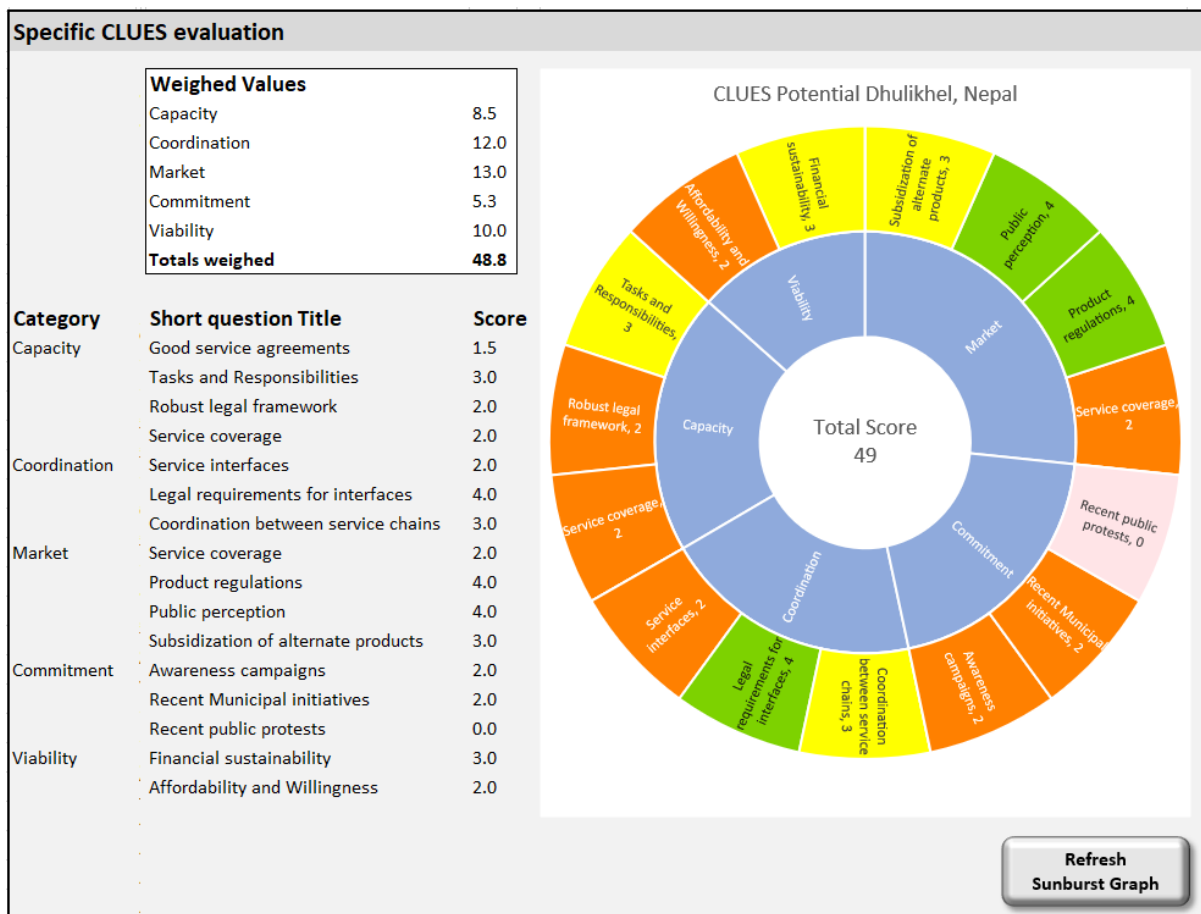 Specific CLUES evaluation
Weighed Values
Capacity 8.5
Coordination 12.0
Market 13.0
Commitment 5.3
Viability 10.0
Totals weighed 48.8
Category Short question Title Score
Capacity Good service agreements 1.5
Tasks and Responsibilities 3.0
Robust legal framework 2.0
Service coverage 2.0
Coordination Service interfaces 2.0
Legal requirements for interfaces 4.0
Coordination between service chains 3.0
Market Service coverage 2.0
Product regulations 4.0
Public perception 4.0
Subsidization of alternate products 3.0
Commitment Awareness campaigns 2.0
Recent Municipal initiatives 2.0
Recent public protests 0.0
Viability Financial sustainability 3.0
Affordability and Willingness 2.0
CLUES Potential Dhulikhel, Nepal
Subsidization of
alternate
products, 3
Public
perception, 4
Product
regulations, 4
Service coverage,
2
Recent public
protests, 0
Recent Municipal
initiatives, 2
Awareness
campaigns, 2
Coordination
between service
chains, 3
Legal
requirements for
interfaces, 4
Service
interfaces, 2
Service coverage,
2
Robust legal
framework, 2
Tasks and
Responsibilities,
3
Affordability and
Willingness, 2
Financial
sustainability, 3
Market
Commitment
Coordination
Capacity
Viability
Total Score
49
Refresh
Sunburst Graph